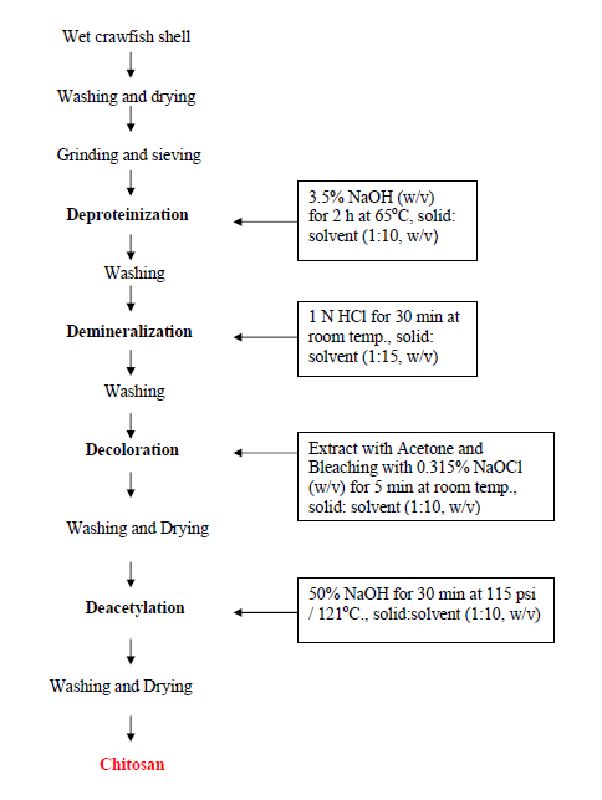 Wet crawfish shell
Washing and drying
Grinding and sieving
Deproteinization
3.5% NaOH (w/v)
for 2 h at 65°C, solid:
solvent (1:10, w/v)
Washing
Demineralization
1 N HCl for 30 min at
room temp., solid:
solvent (1:15, w/v)
Washing
Decoloration
Extract with Acetone and
Bleaching with 0.315% NaOCl
(w/v) for 5 min at room temp.,
solid: solvent (1:10, w/v)
Washing and Drying
Deacetylation
50% NaOH for 30 min at 115 psi
/ 121°C., solid:solvent (1:10, w/v)
Washing and Drying
Chitosan